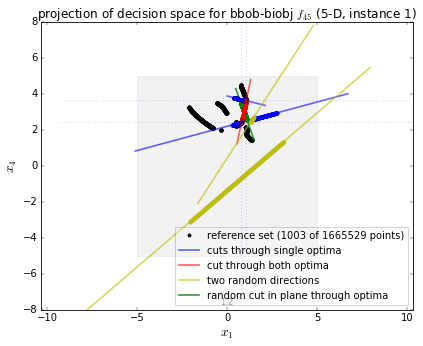 projection of decision space for bbob-biobj f₄₅ (5-D, instance 1)
8
6
4
2
0
−2
−4
−6
−8
x₄
reference set (1003 of 1665529 points)
cuts through single optima
cut through both optima
two random directions
random cut in plane through optima
1,2
−10
−5
0
5
10
x₁